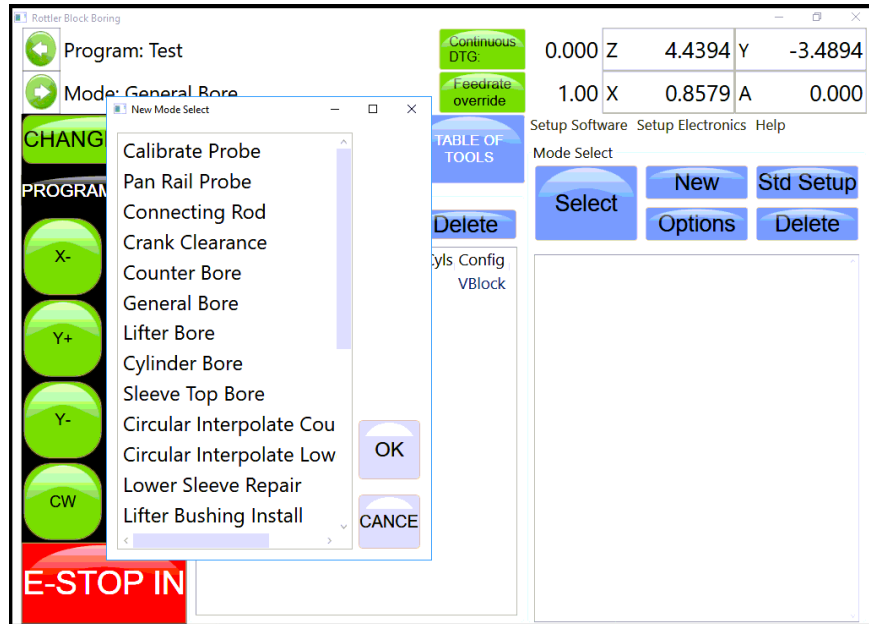 Rottler Block Boring
Program: Test
Continuous
DTG:
0.000 Z 4.4394 Y -3.4894
Mode: General Bore
Feedrate
override
1.00 X 0.8579 A 0.000
New Mode Select
Setup Software Setup Electronics Help
CHANG
TABLE OF
TOOLS
Mode Select
Select
New
Std Setup
Options
Delete
PROGRAM
Delete
Cyls Config
VBlock
X-
Y+
Y-
CW
E-STOP IN
Calibrate Probe
Pan Rail Probe
Connecting Rod
Crank Clearance
Counter Bore
General Bore
Lifter Bore
Cylinder Bore
Sleeve Top Bore
Circular Interpolate Cou
Circular Interpolate Low
Lower Sleeve Repair
Lifter Bushing Install
OK
CANCE